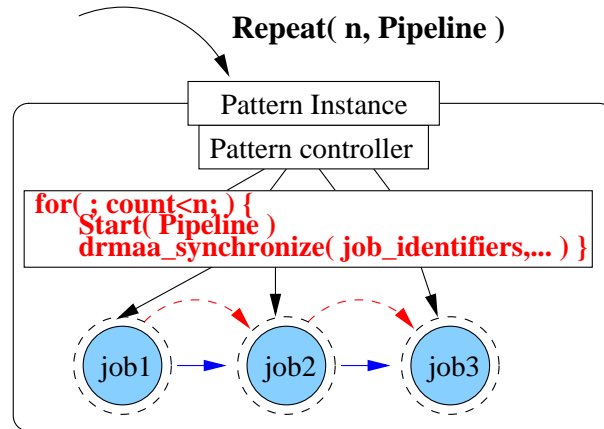 Repeat( n, Pipeline )
Pattern Instance
Pattern controller
for( ; count<n; ) {
Start( Pipeline )
drmaa_synchronize( job_identifiers,... ) }
job1 job2 job3